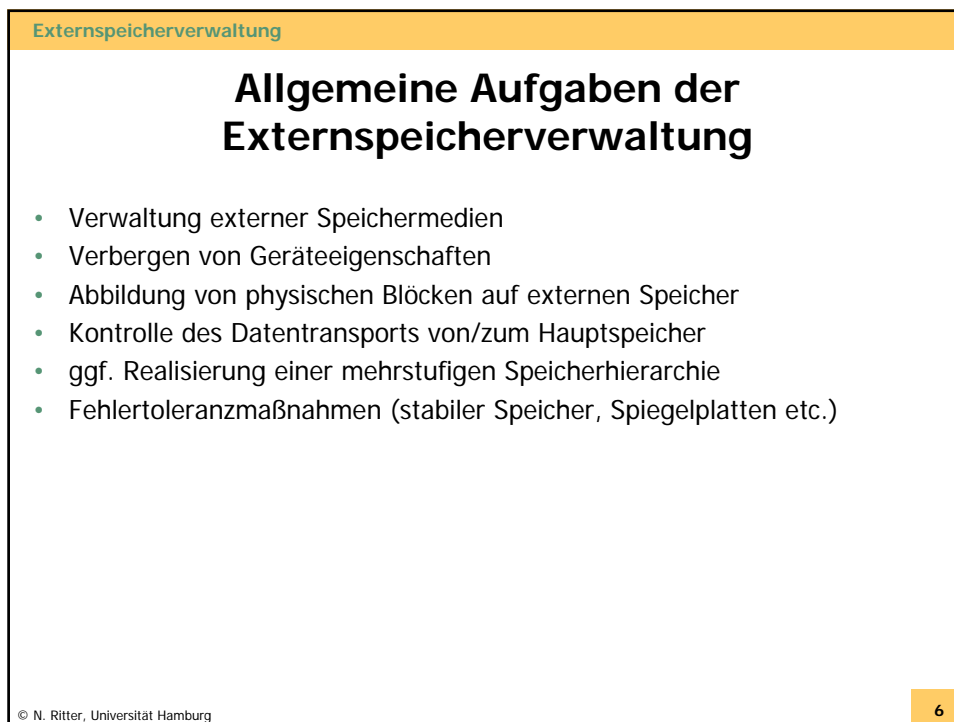 Externspeicherverwaltung
Allgemeine Aufgaben der
Externspeicherverwaltung
• Verwaltung externer Speichermedien
• Verbergen von Geräteeigenschaften
• Abbildung von physischen Blöcken auf externen Speicher
• Kontrolle des Datentransports von/zum Hauptspeicher
• ggf. Realisierung einer mehrstufigen Speicherhierarchie
• Fehlertoleranzmaßnahmen (stabiler Speicher, Spiegelplatten etc.)
© N. Ritter, Universität Hamburg
6